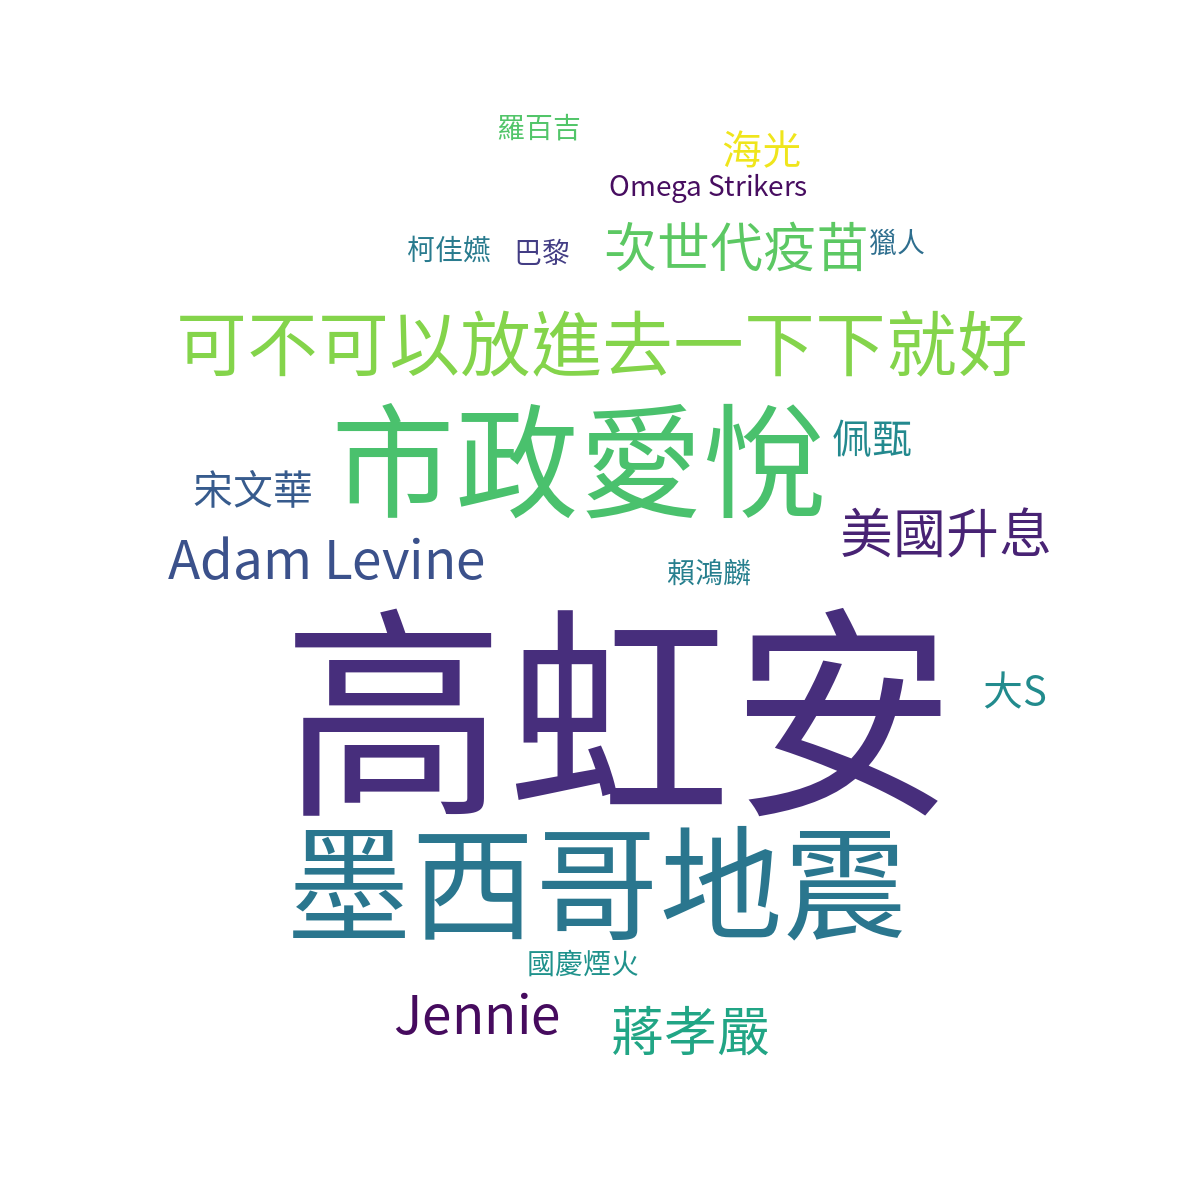 羅百吉
海光
Omega Strikers
次世代疫苗
獵人
柯佳嬿
巴黎
可不可以放進去一下下就好
市政愛悅
佩甄
宋文華
美國升息
Adam Levine
賴鴻麟
高虹安
大S
墨西哥地震
國慶煙火
Jennie
蔣孝嚴